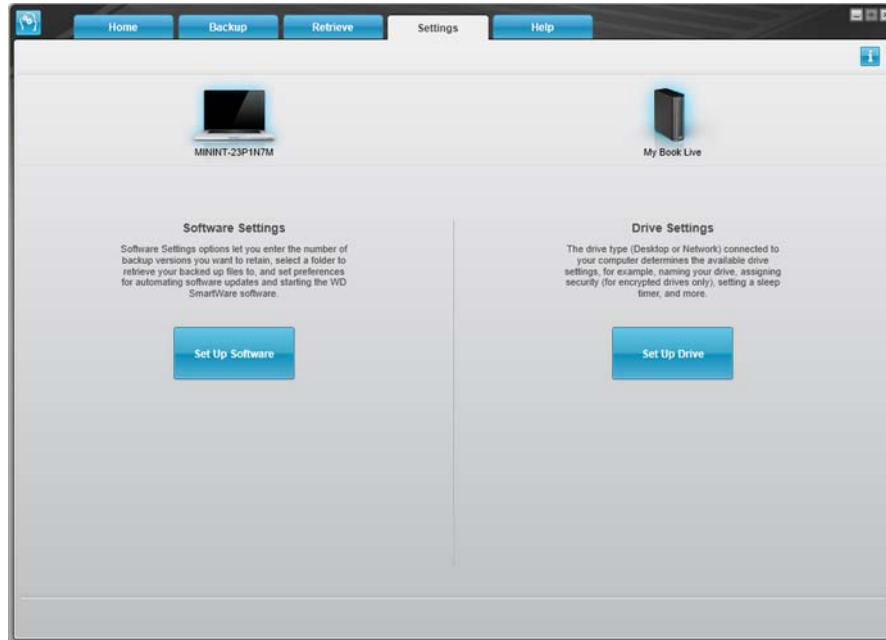 Home Backup Retrieve Settings Help
MININT-23P1N7M My Book Live
Software Settings
Software Settings options let you enter the number of
backup versions you want to retain, select a folder to
retrieve your backed up files to, and set preferences
for automating software updates and starting the WD
SmartWare software.
Set Up Software
Drive Settings
The drive type (Desktop or Network) connected to
your computer determines the available drive
settings, for example, naming your drive, assigning
security (for encrypted drives only), setting a sleep
timer, and more.
Set Up Drive